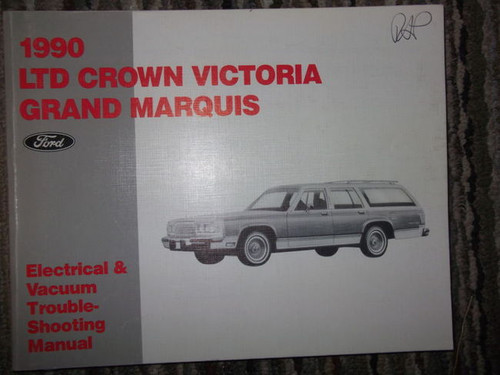 1990
LTD CROWN VICTORIA
GRAND MARQUIS
Ford
Electrical &
Vacuum
Trouble-
Shooting
Manual